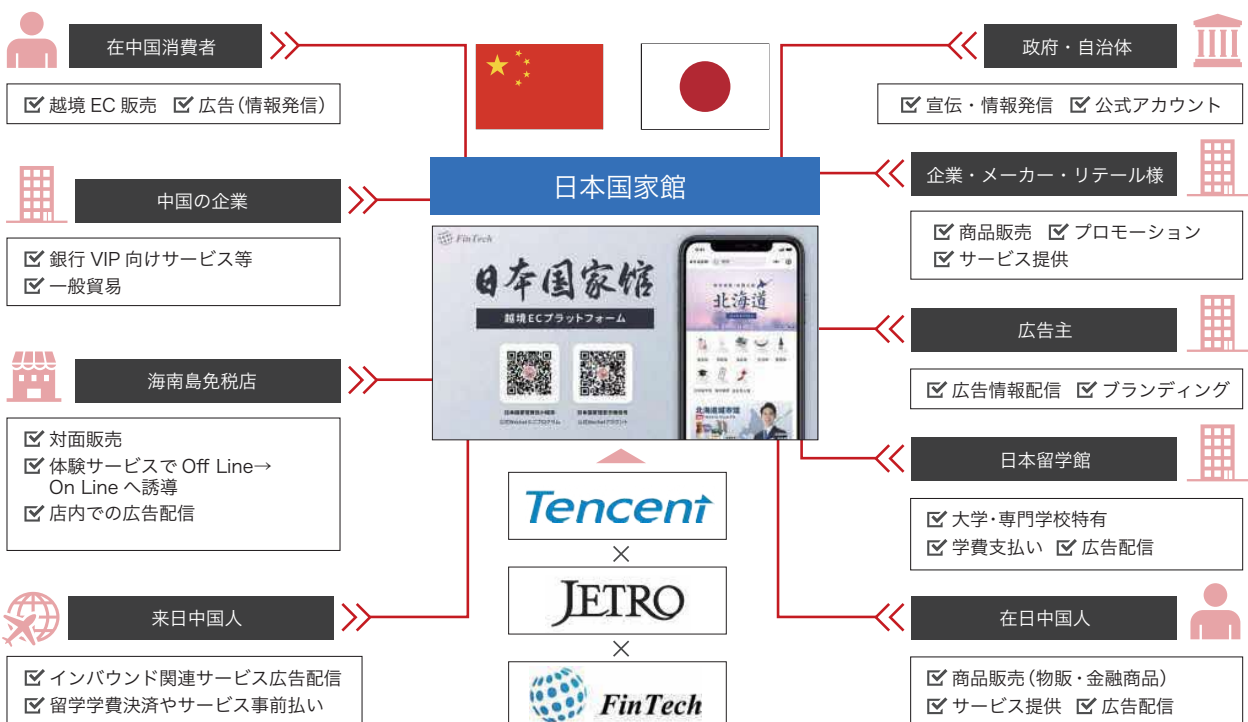 在中国消費者
越境 EC 販売 広告(情報発信)
中国の企業
銀行 VIP 向けサービス等
一般貿易
海南島免税店
対面販売
体験サービスで Off Line→
On Line へ誘導
店内での広告配信
来日中国人
インバウンド関連サービス広告配信
留学学費決済やサービス事前払い
日本国家館
FinTech
日本国家馆
越境ECプラットフォーム
北海道
Tencent
×
JETRO
×
FinTech
政府・自治体
宣伝・情報発信 公式アカウント
企業・メーカー・リテール様
商品販売 プロモーション
サービス提供
広告主
広告情報配信 ブランディング
日本留学館
大学・専門学校特有
学費支払い 広告配信
在日中国人
商品販売(物販・金融商品)
サービス提供 広告配信